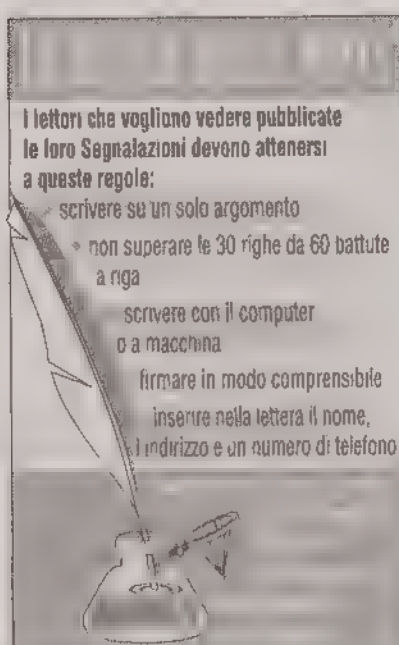 I lettori che vogliono vedere pubblicate
le loro Segnalazioni devono attenersi
a queste regole:
scrivere su un solo argomento
non superare le 30 righe da 60 battute
a riga
scrivere con il computer
o a macchina
firmare in modo comprensibile
inserire nella lettera il nome,
l'indirizzo e un numero di telefono